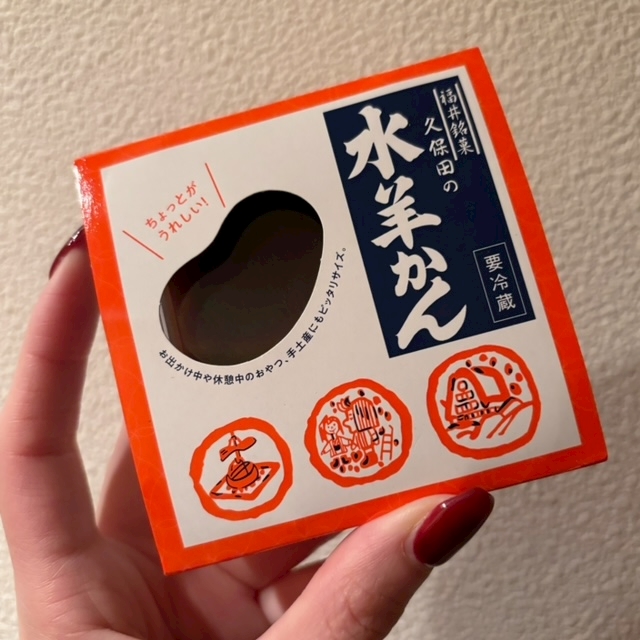 福井銘菓
久保田の
水羊かん
要冷蔵
ちょっとが
うれしい!
お出かけ中や休憩中のおやつ、手土産にもピッタリサイズ。